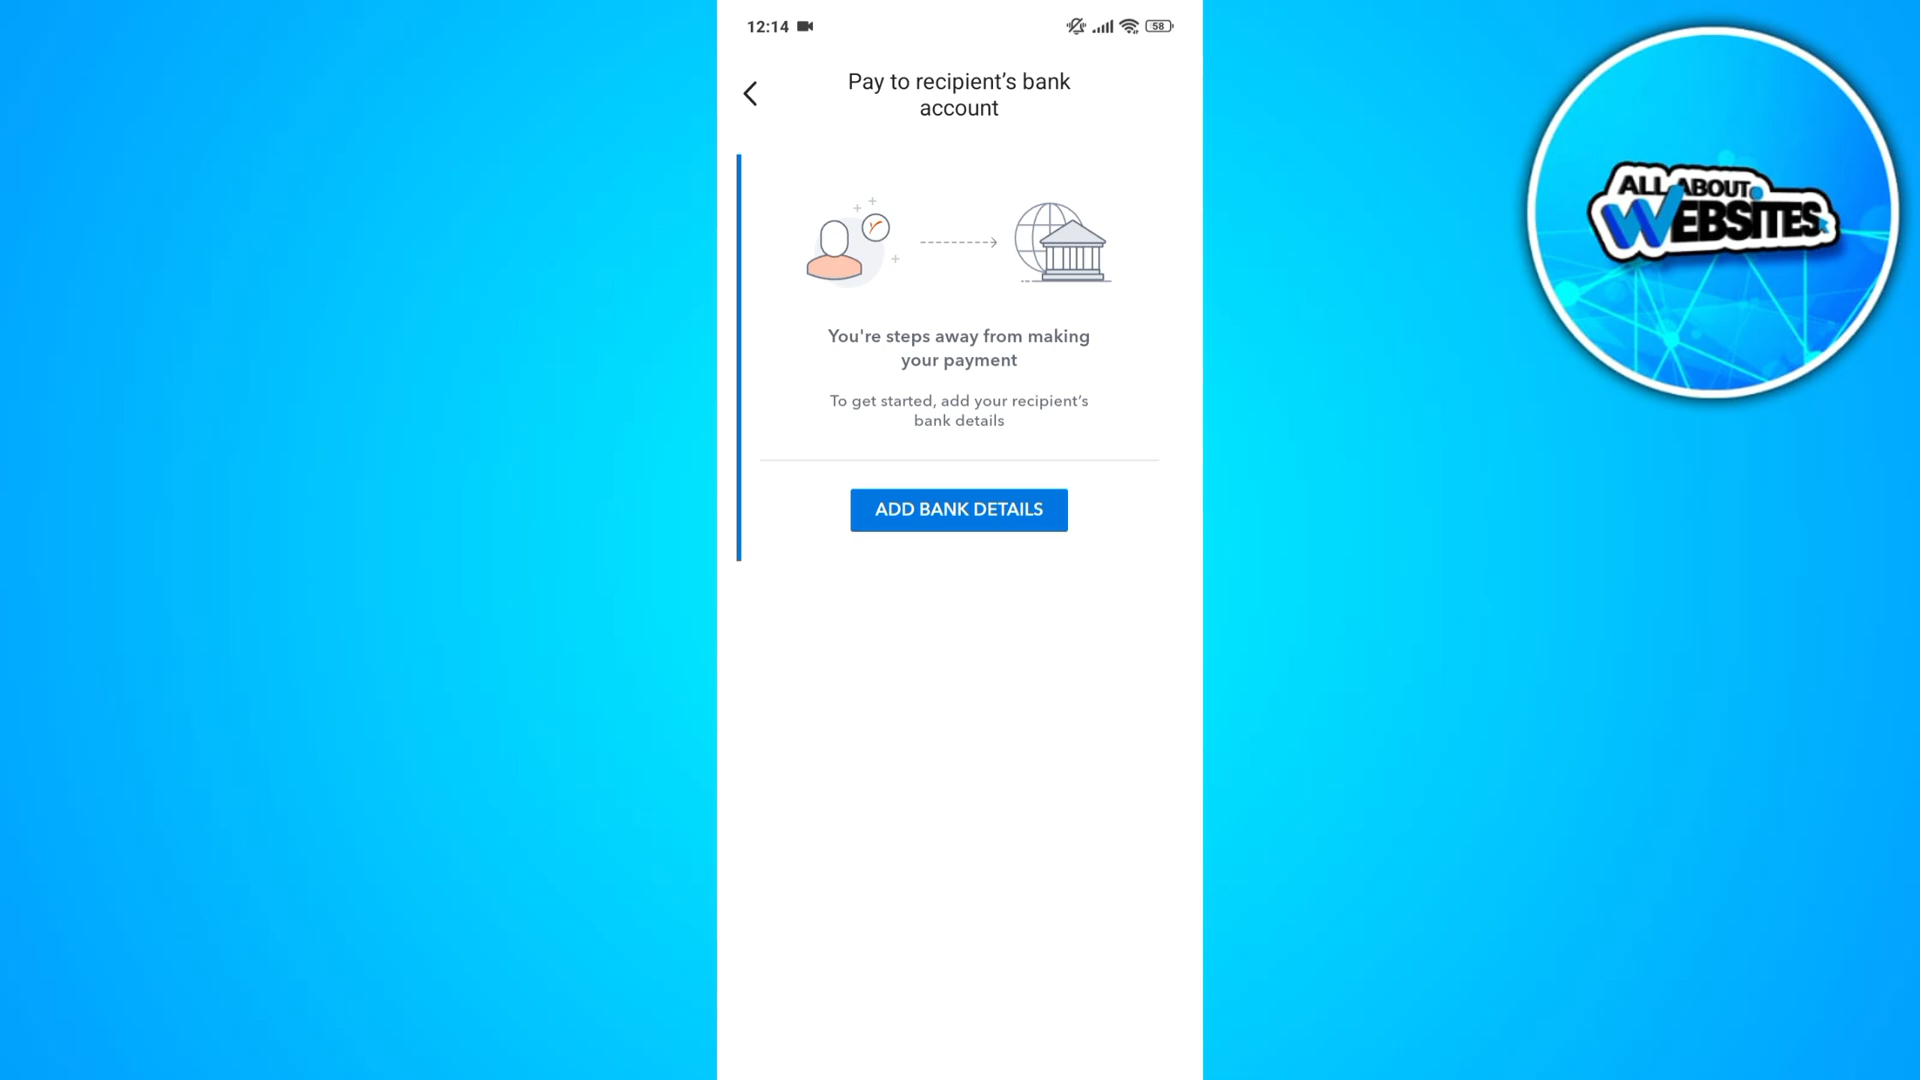 12:14
58
Pay to recipient’s bank
account
You're steps away from making
your payment
To get started, add your recipient’s
bank details
ADD BANK DETAILS
ALL ABOUT
WEBSITES